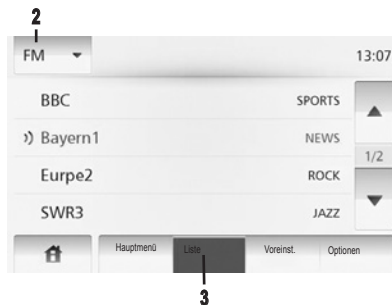 2
FM 13:07
BBC SPORTS
Bayern1 NEWS
1/2
Eurpe2 ROCK
SWR3 JAZZ
Hauptmenü Liste Voreinst. Optionen
3